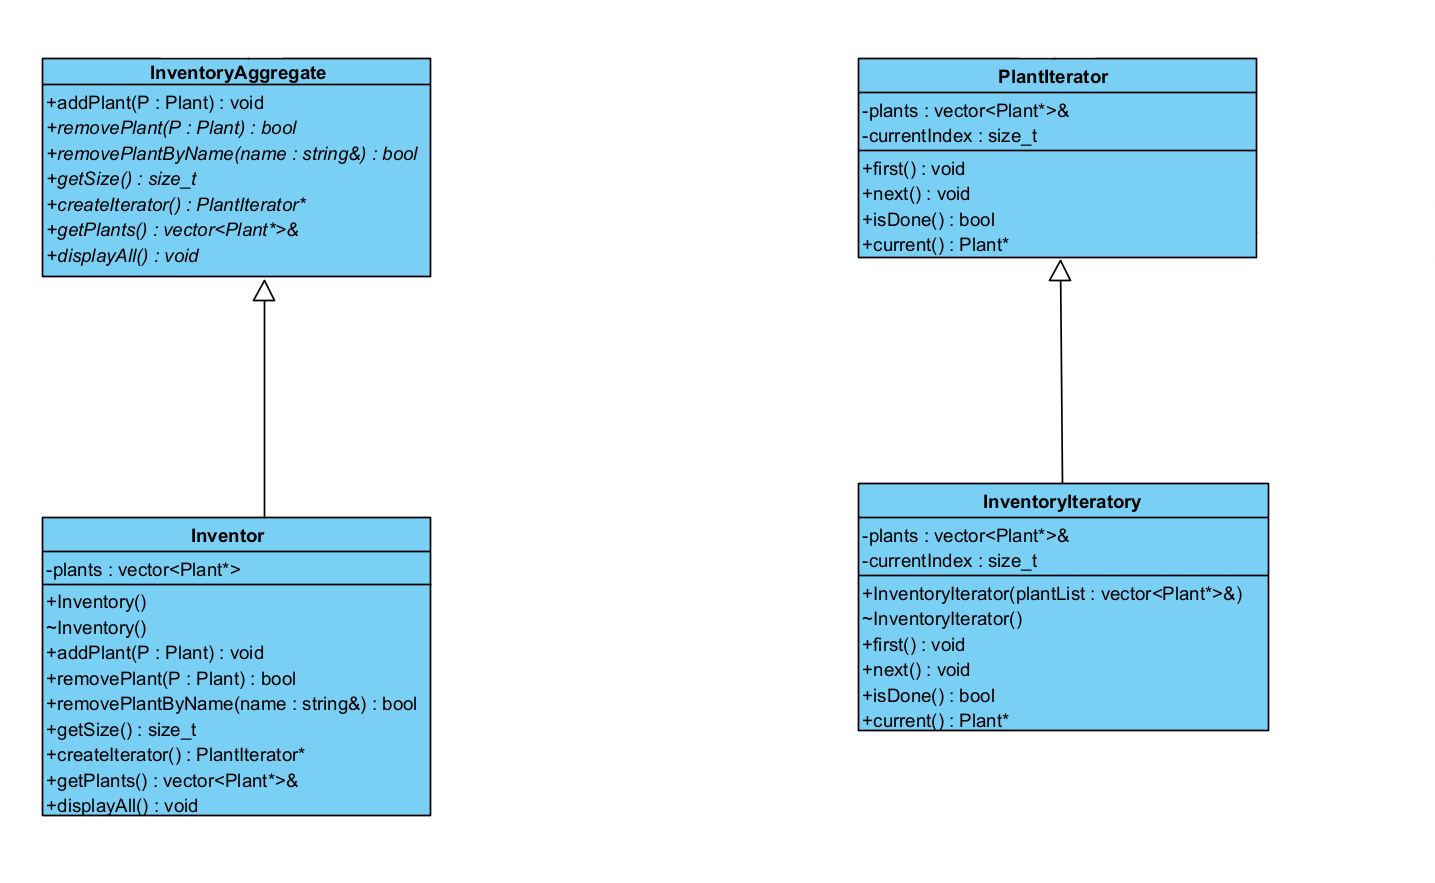 InventoryAggregate
+addPlant(P : Plant) : void
+removePlant(P : Plant) : bool
+removePlantByName(name : string&) : bool
+getSize() : size_t
+createIterator() : PlantIterator*
+getPlants() : vector<Plant*>&
+displayAll() : void
PlantIterator
-plants : vector<Plant*>&
-currentIndex : size_t
+first() : void
+next() : void
+isDone() : bool
+current() : Plant*
Inventor
-plants : vector<Plant*>
+Inventory()
~Inventory()
+addPlant(P : Plant) : void
+removePlant(P : Plant) : bool
+removePlantByName(name : string&) : bool
+getSize() : size_t
+createIterator() : PlantIterator*
+getPlants() : vector<Plant*>&
+displayAll() : void
InventoryIteratory
-plants : vector<Plant*>&
-currentIndex : size_t
+InventoryIterator(plantList : vector<Plant*>&)
~InventoryIterator()
+first() : void
+next() : void
+isDone() : bool
+current() : Plant*